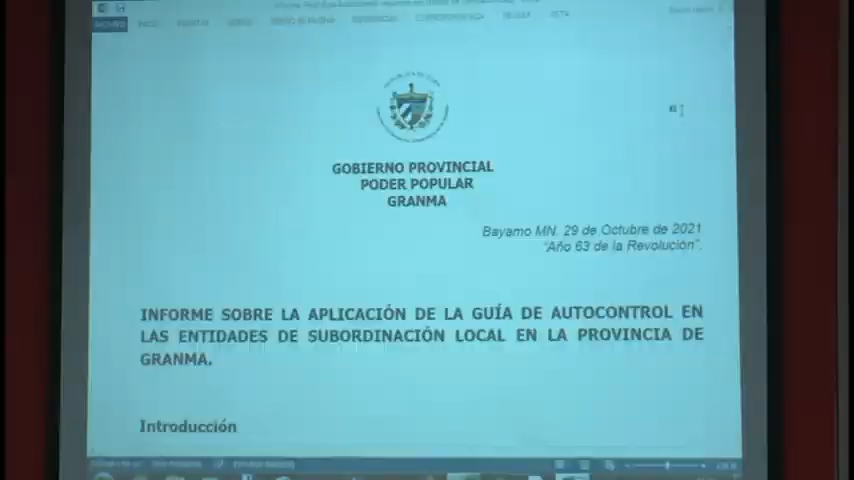 ARCHIVO
GOBIERNO PROVINCIAL
PODER POPULAR
GRANMA
Bayamo MN. 29 de Octubre de 2021
“Año 63 de la Revolución”.
INFORME SOBRE LA APLICACIÓN DE LA GUÍA DE AUTOCONTROL EN
LAS ENTIDADES DE SUBORDINACIÓN LOCAL EN LA PROVINCIA DE
GRANMA.
Introducción